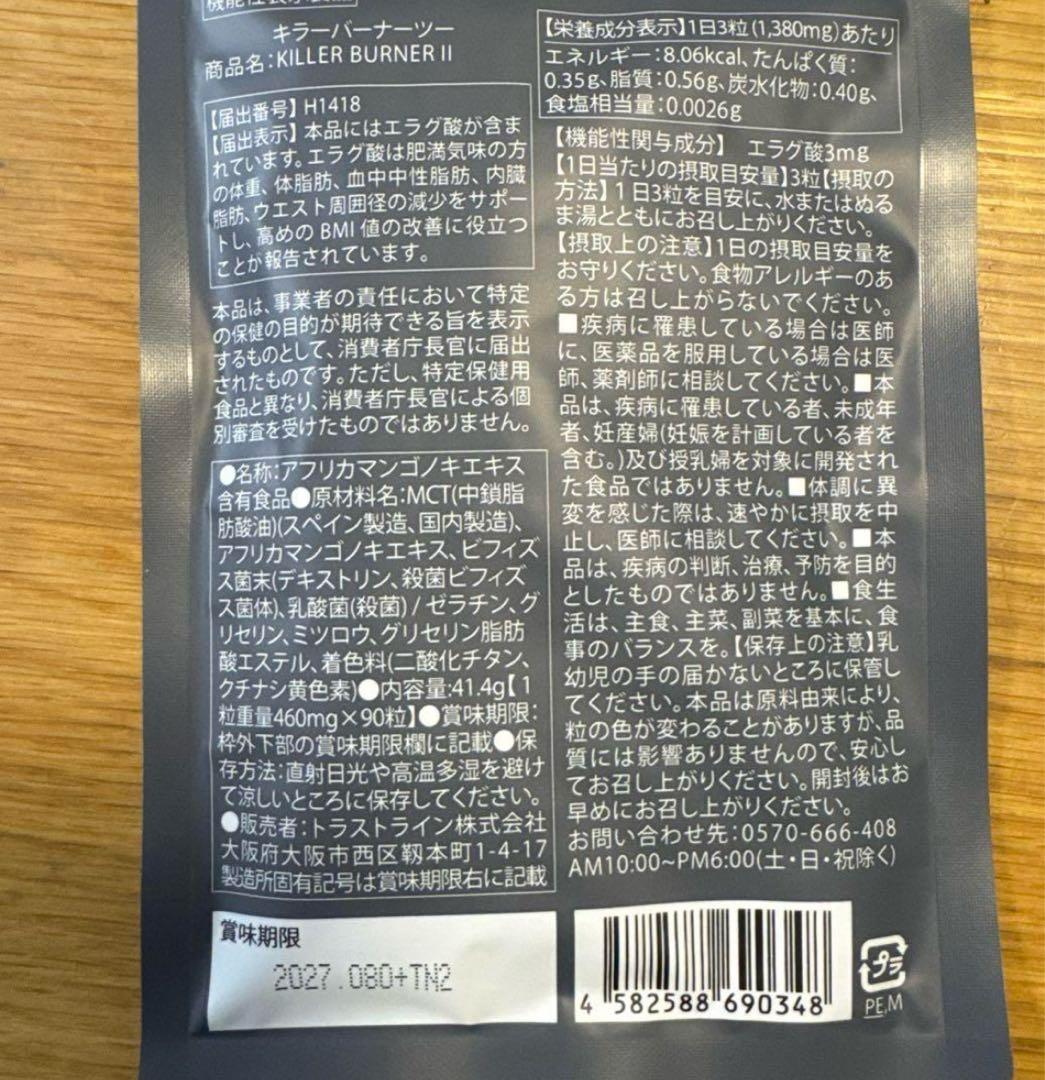 機能性表示食品
キラーバーナーツー
商品名:KILLER BURNER II
【届出番号】H1418
【届出表示】本品にはエラグ酸が含ま
れています。エラグ酸は肥満気味の方
の体重、体脂肪、血中中性脂肪、内臓
脂肪、ウエスト周囲径の減少をサポー
トし、高めの BMI 値の改善に役立つ
ことが報告されています。
本品は、事業者の責任において特定
の保健の目的が期待できる旨を表示
するものとして、消費者庁長官に届出
されたものです。ただし、特定保健用
食品と異なり、消費者庁長官による個
別審査を受けたものではありません。
●名称:アフリカマンゴノキエキス
含有食品●原材料名:MCT(中鎖脂
肪酸油)(スペイン製造、国内製造)、
アフリカマンゴノキエキス、ビフィズ
ス菌末(デキストリン、殺菌ビフィズ
ス菌体)、乳酸菌(殺菌) / ゼラチン、グ
リセリン、ミツロウ、グリセリン脂肪
酸エステル、着色料(二酸化チタン、
クチナシ黄色素)●内容量:41.4g【1
粒重量460mg×90粒】●賞味期限:
枠外下部の賞味期限欄に記載●保
存方法:直射日光や高温多湿を避け
て涼しいところに保存してください。
●販売者:トラストライン株式会社
大阪府大阪市西区靱本町1-4-17
製造所固有記号は賞味期限右に記載
賞味期限
2027.080+TN2
【栄養成分表示】1日3粒(1,380mg)あたり
エネルギー:8.06kcal、たんぱく質:
0.35g、脂質:0.56g、炭水化物:0.40g、
食塩相当量:0.0026g
【機能性関与成分】 エラグ酸3mg
【1日当たりの摂取目安量】3粒【摂取の
方法】1日3粒を目安に、水またはぬる
ま湯とともにお召し上がりください。
【摂取上の注意】1日の摂取目安量を
お守りください。食物アレルギーのあ
る方は召し上がらないでください。
■疾病に罹患している場合は医師
に、医薬品を服用している場合は医
師、薬剤師に相談してください。■本
品は、疾病に罹患している者、未成年
者、妊産婦(妊娠を計画している者を
含む。)及び授乳婦を対象に開発され
た食品ではありません。■体調に異
変を感じた際は、速やかに摂取を中
止し、医師に相談してください。■本
品は、疾病の判断、治療、予防を目的
としたものではありません。■食生
活は、主食、主菜、副菜を基本に、食
事のバランスを。【保存上の注意】乳
幼児の手の届かないところに保管し
てください。本品は原料由来により、
粒の色が変わることがありますが、品
質には影響ありませんので、安心し
てお召し上がりください。開封後はお
早めにお召し上がりください。
お問い合わせ先:0570-666-408
AM10:00~PM6:00(土・日・祝除く)
4 582588 690348
プラ
PE,M